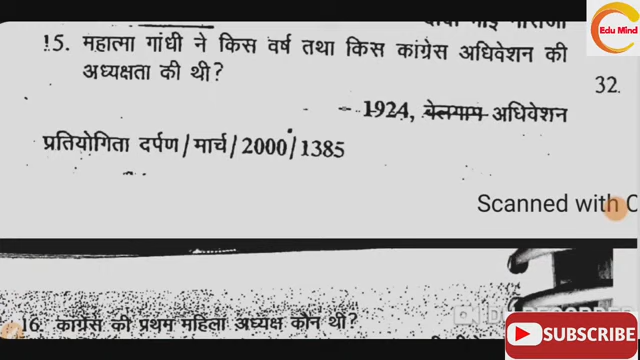 15. महात्मा गांधी ने किस वर्ष तथा किस कांग्रेस अधिवेशन की
अध्यक्षता की थी?
32.
– 1924, बेलगाम अधिवेशन
प्रतियोगिता दर्पण/मार्च/2000/1385
Scanned with C
16. कांग्रेस की प्रथम महिला अध्यक्ष कौन थी?
Edu Mind
SUBSCRIBE